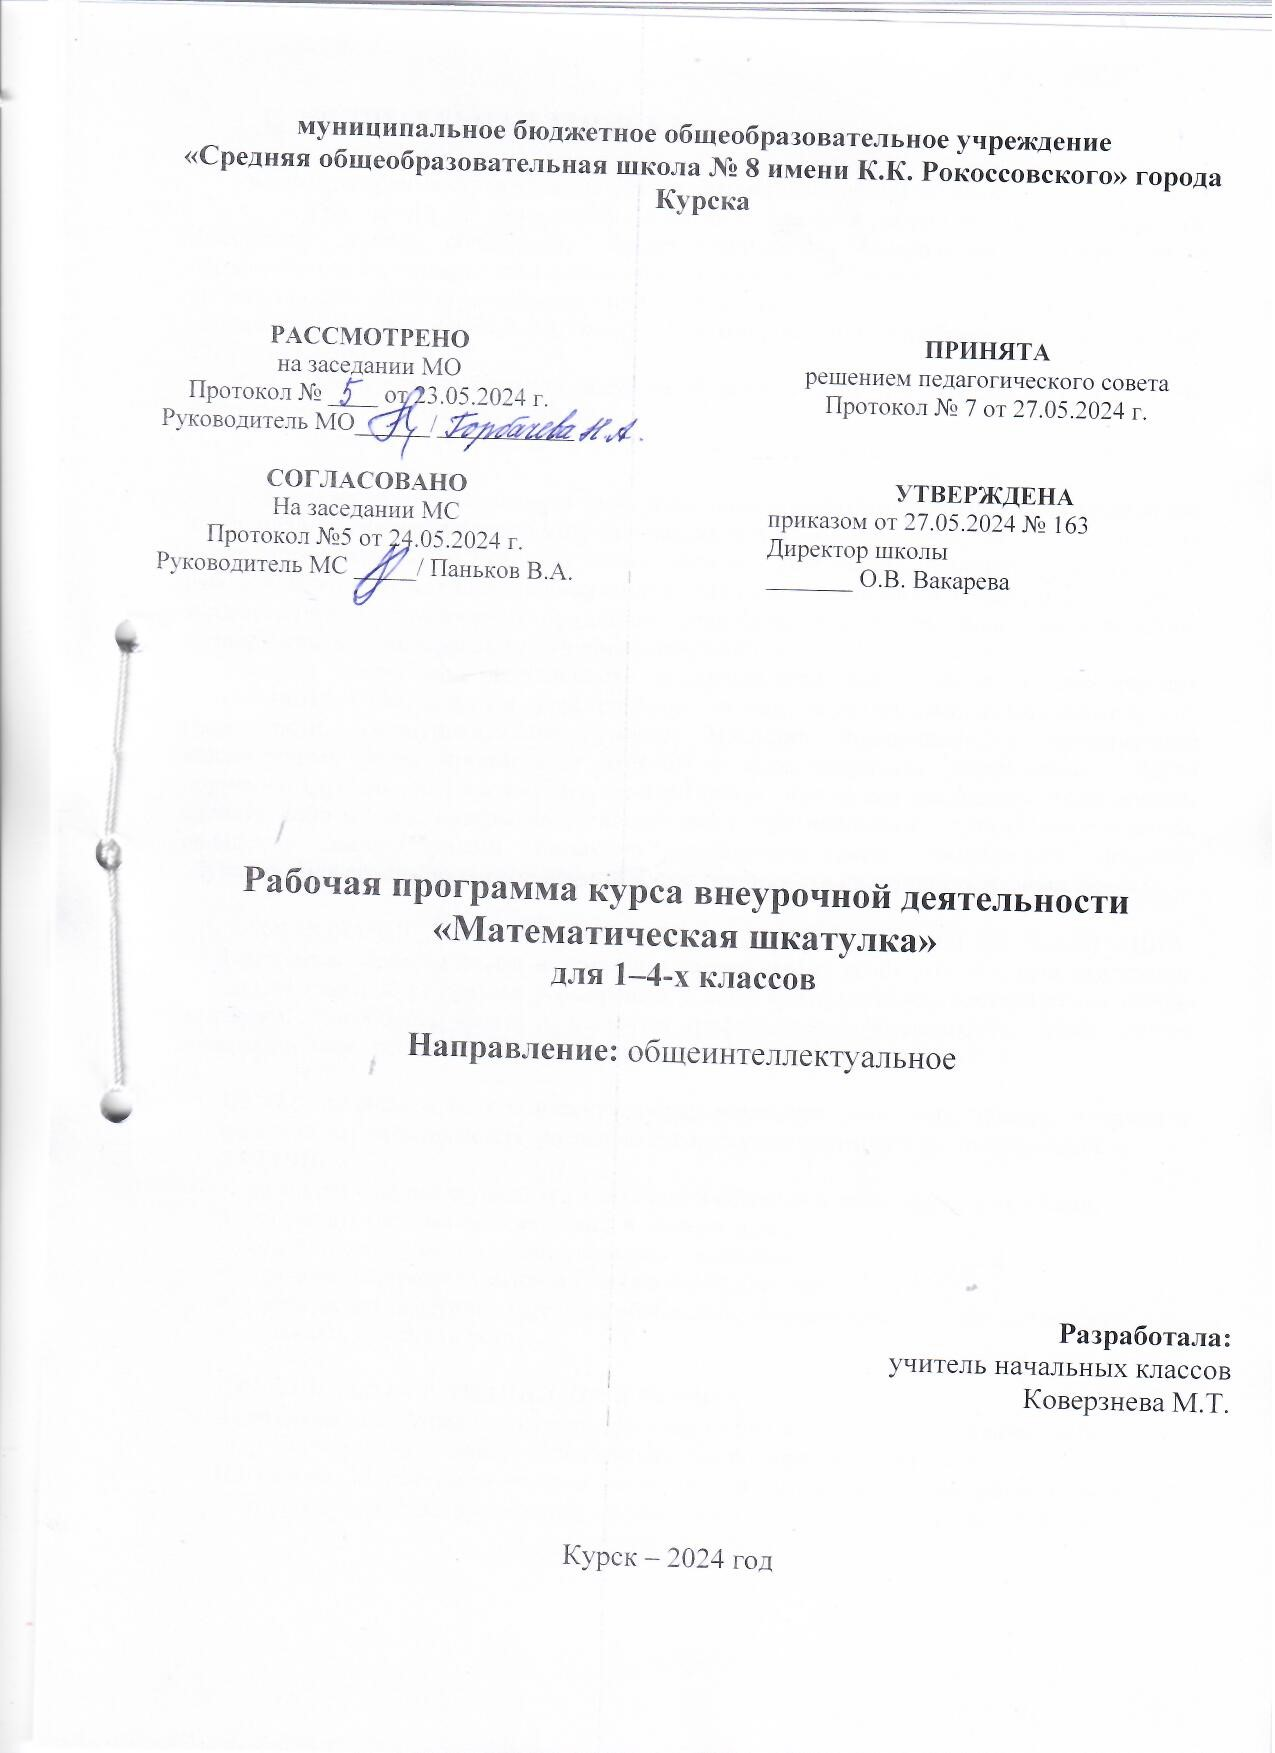 муниципальное бюджетное общеобразовательное учреждение
«Средняя общеобразовательная школа № 8 имени К.К. Рокоссовского» города
Курска
РАССМОТРЕНО
на заседании МО
Протокол № 5 от 23.05.2024 г.
Руководитель МО______/ Горбачева Н.А.
ПРИНЯТА
решением педагогического совета
Протокол № 7 от 27.05.2024 г.
СОГЛАСОВАНО
На заседании МС
Протокол №5 от 24.05.2024 г.
Руководитель МС _____/ Паньков В.А.
УТВЕРЖДЕНА
приказом от 27.05.2024 № 163
Директор школы
_______ О.В. Вакарева
Рабочая программа курса внеурочной деятельности
«Математическая шкатулка»
для 1–4-х классов
Направление: общеинтеллектуальное
Разработала:
учитель начальных классов
Коверзнева М.Т.
Курск – 2024 год